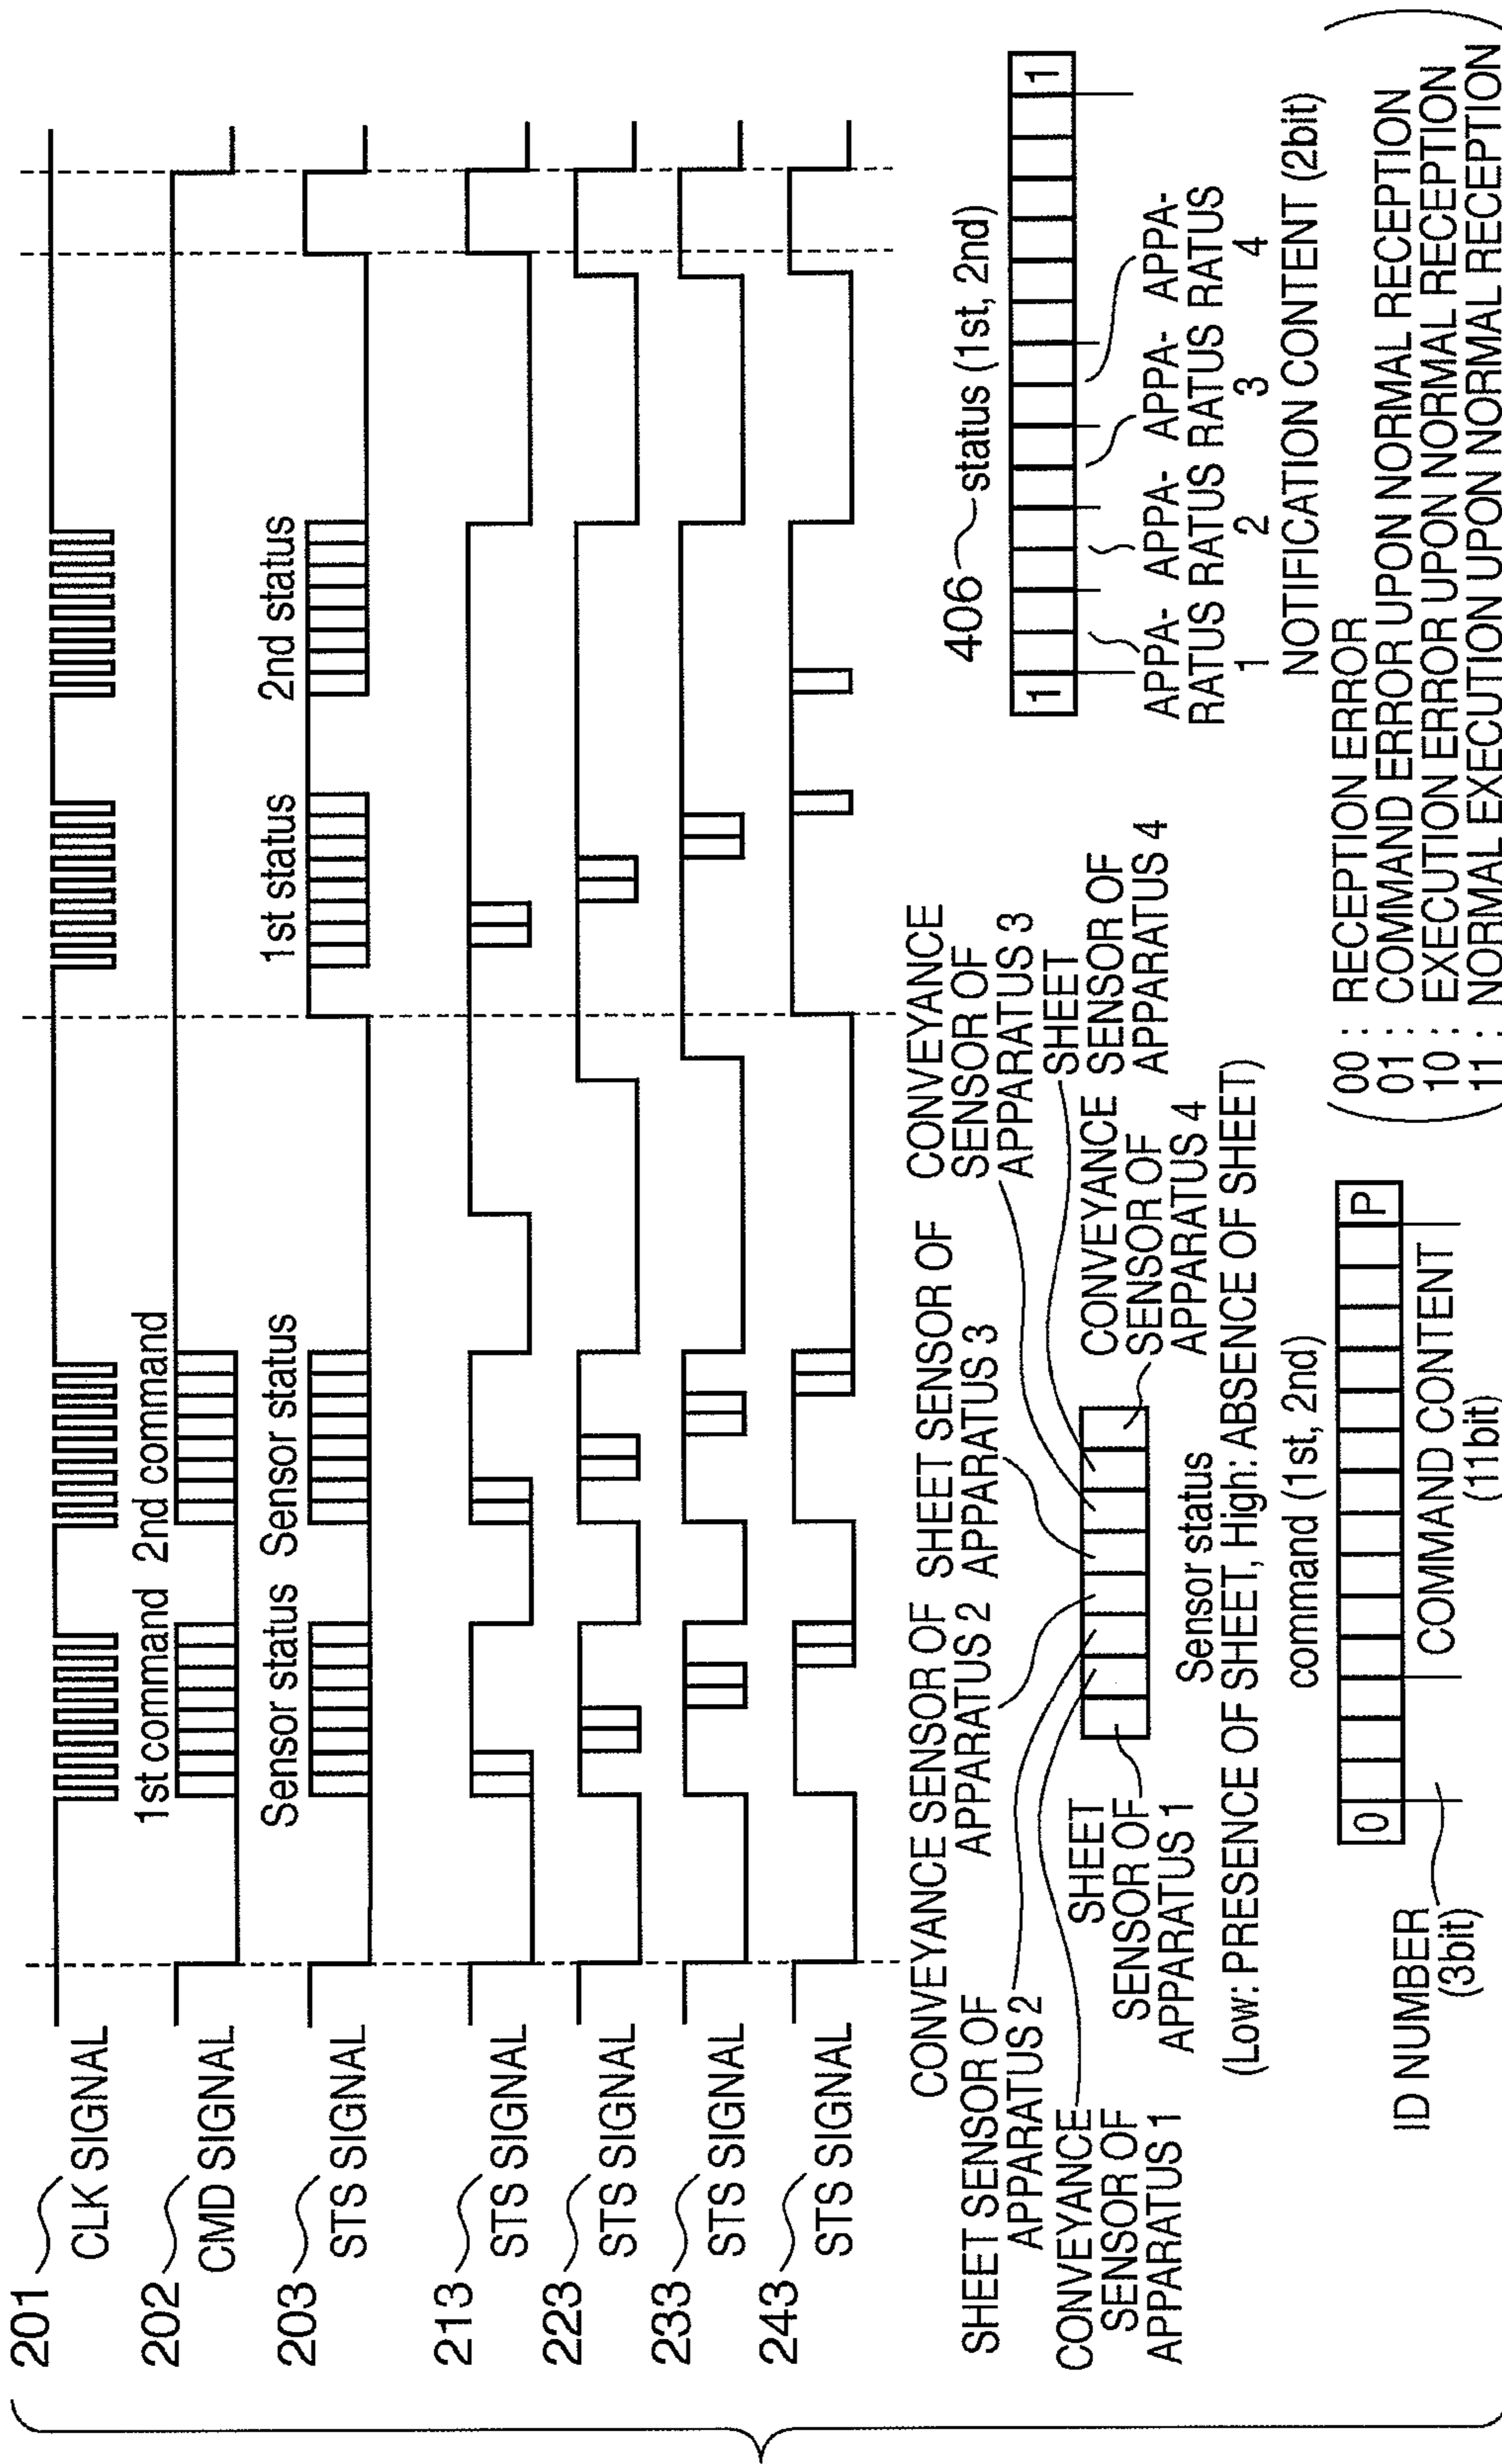 201
CLK SIGNAL
202
CMD SIGNAL
1st command
2nd command
203
STS SIGNAL
Sensor status
Sensor status
1st status
2nd status
213
STS SIGNAL
223
STS SIGNAL
233
STS SIGNAL
243
STS SIGNAL
CONVEYANCE SENSOR OF
APPARATUS 2
SHEET SENSOR OF
APPARATUS 3
CONVEYANCE
SENSOR OF
APPARATUS 3
SHEET
SENSOR OF
APPARATUS 4
SHEET SENSOR OF
APPARATUS 2
CONVEYANCE
SENSOR OF
APPARATUS 1
SHEET
SENSOR OF
APPARATUS 1
CONVEYANCE
SENSOR OF
APPARATUS 4
Sensor status
(Low: PRESENCE OF SHEET, High: ABSENCE OF SHEET)
command (1st, 2nd)
0
P
ID NUMBER
(3bit)
COMMAND CONTENT
(11bit)
406
status (1st, 2nd)
1
1
APPA- APPA- APPA- APPA-
RATUS RATUS RATUS RATUS
1 2 3 4
NOTIFICATION CONTENT (2bit)
00 : RECEPTION ERROR
01 : COMMAND ERROR UPON NORMAL RECEPTION
10 : EXECUTION ERROR UPON NORMAL RECEPTION
11 : NORMAL EXECUTION UPON NORMAL RECEPTION